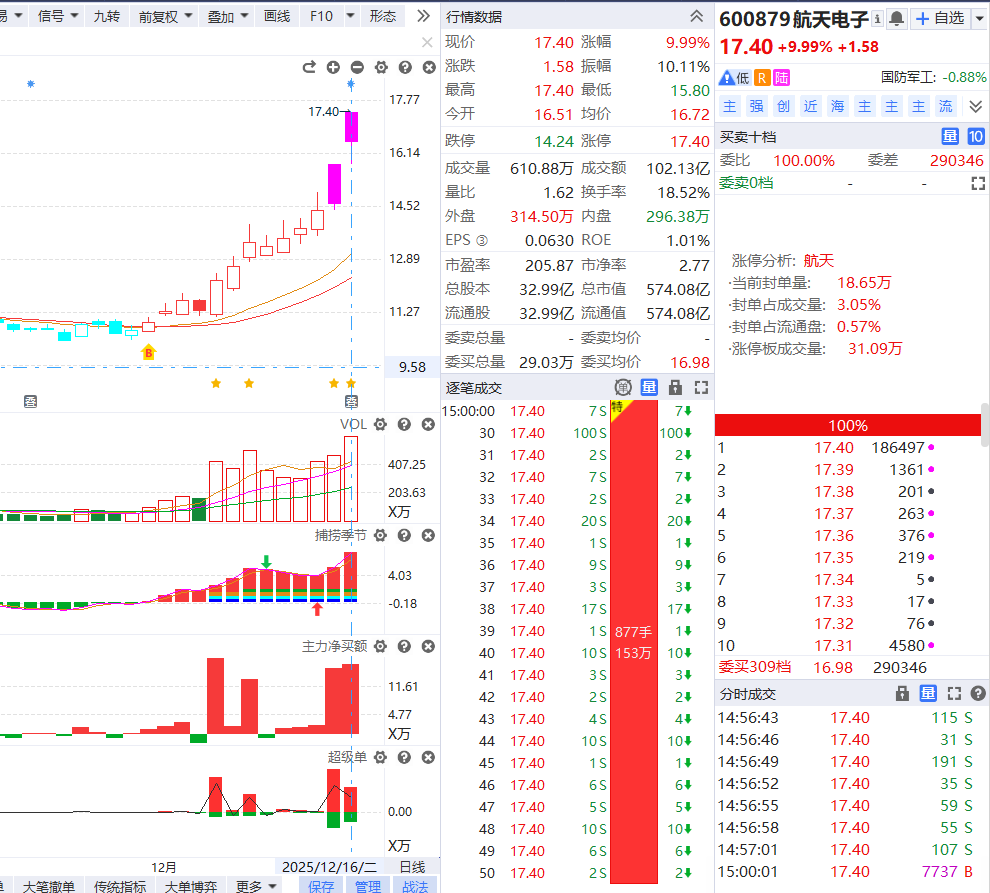 易 信号 九转 前复权 叠加 画线 F10 形态
17.77
17.40
16.14
14.52
12.89
11.27
B
9.58
VOL
407.25
203.63
X万
捕捞季节
4.03
-0.18
主力净买额
11.61
4.77
X万
超级单
0.00
X万
12月 2025/12/16/二 日线
大笔撤单 传统指标 大单博弈 更多 保存 管理 战法
行情数据
现价 17.40 涨幅 9.99%
涨跌 1.58 振幅 10.11%
最高 17.40 最低 15.80
今开 16.51 均价 16.72
跌停 14.24 涨停 17.40
成交量 610.88万 成交额 102.13亿
量比 1.62 换手率 18.52%
外盘 314.50万 内盘 296.38万
EPS ③ 0.0630 ROE 1.01%
市盈率 205.87 市净率 2.77
总股本 32.99亿 总市值 574.08亿
流通股 32.99亿 流通值 574.08亿
委卖总量 - 委卖均价 -
委买总量 29.03万 委买均价 16.98
逐笔成交 单 量
特
15:00:00 17.40 7S 7
30 17.40 100S 100
31 17.40 2S 2
32 17.40 7S 7
33 17.40 2S 2
34 17.40 20S 20
35 17.40 1S 1
36 17.40 9S 9
37 17.40 3S 3
38 17.40 17S 17
39 17.40 1S 877手 1
40 17.40 10S 153万 10
41 17.40 3S 3
42 17.40 2S 2
43 17.40 4S 4
44 17.40 10S 10
45 17.40 1S 1
46 17.40 6S 6
47 17.40 5S 5
48 17.40 10S 10
49 17.40 6S 6
50 17.40 2S 2
600879航天电子 自选
17.40 +9.99% +1.58
低 R 陆 国防军工: -0.88%
主 强 创 近 海 主 主 主 流
买卖十档 量 10
委比 100.00% 委差 290346
委卖0档 - -
涨停分析: 航天
·当前封单量: 18.65万
·封单占成交量: 3.05%
·封单占流通盘: 0.57%
·涨停板成交量: 31.09万
100%
1 17.40 186497
2 17.39 1361
3 17.38 201
4 17.37 263
5 17.36 376
6 17.35 219
7 17.34 5
8 17.33 17
9 17.32 76
10 17.31 4580
委买309档 16.98 290346
分时成交 量
14:56:43 17.40 115 S
14:56:46 17.40 31 S
14:56:49 17.40 191 S
14:56:52 17.40 35 S
14:56:55 17.40 59 S
14:56:58 17.40 55 S
14:57:01 17.40 107 S
15:00:01 17.40 7737 B